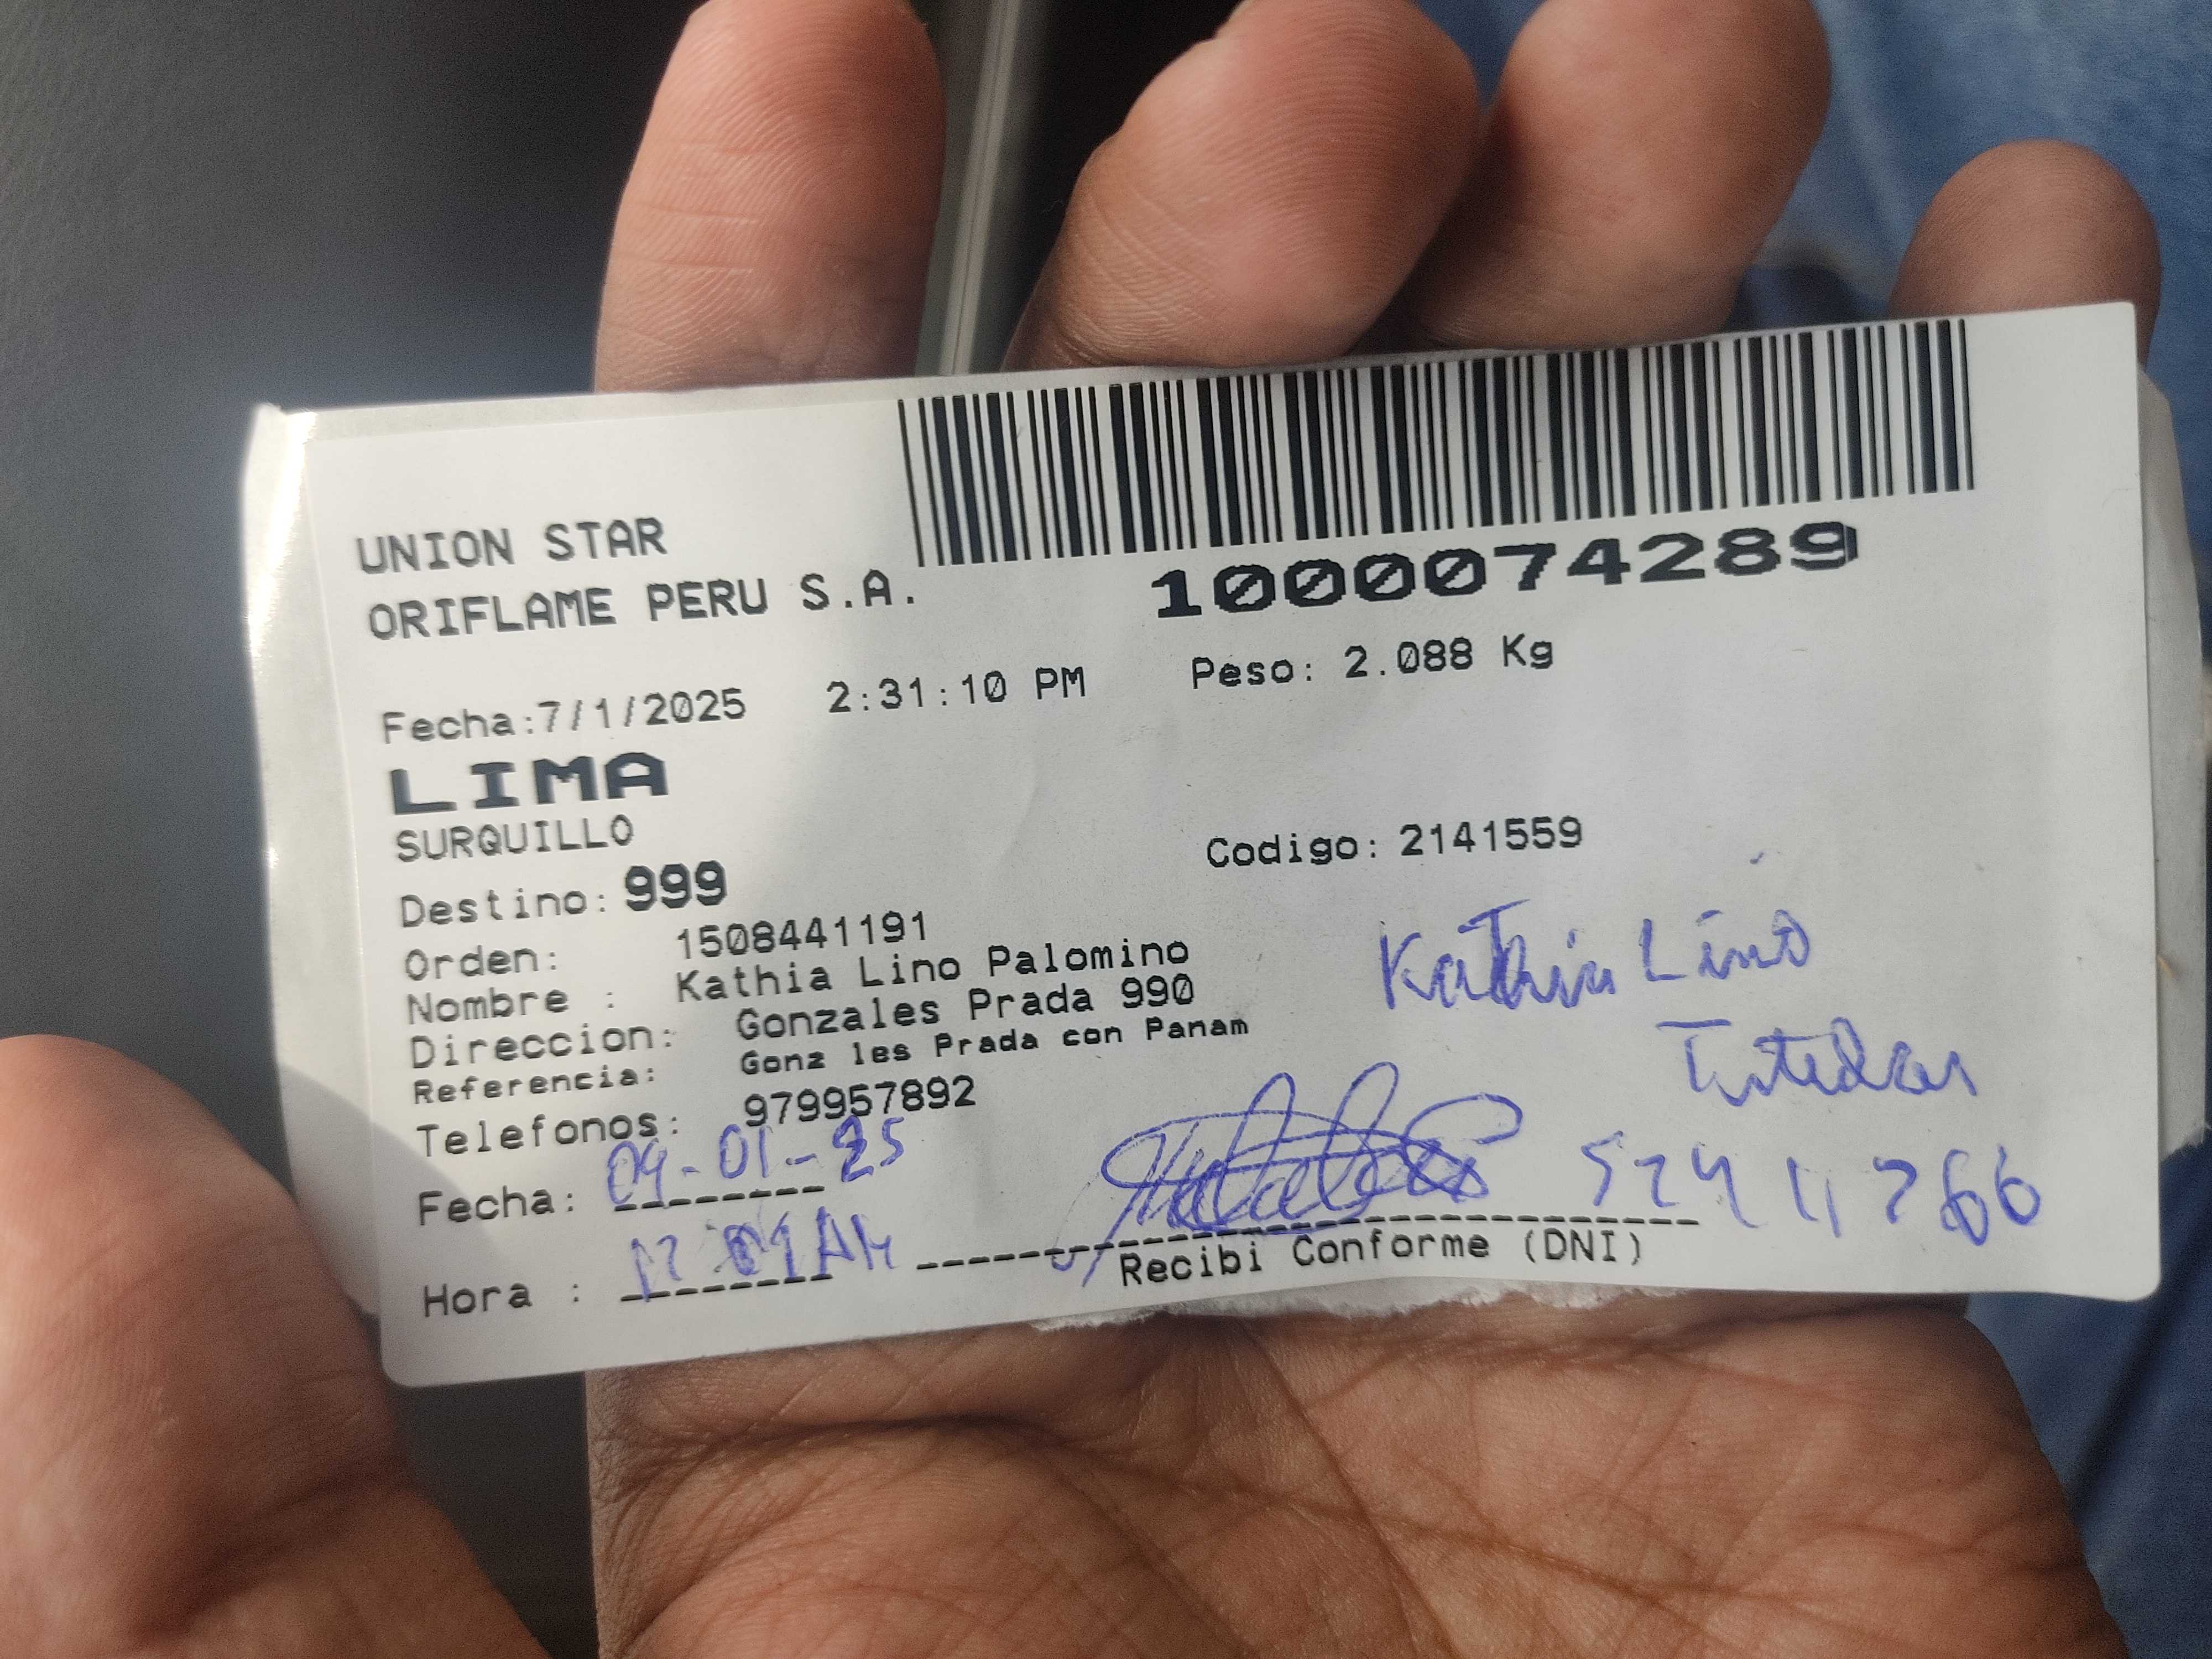 UNION STAR
ORIFLAME PERU S.A.
1000074289
Fecha:7/1/2025 2:31:10 PM Peso: 2.088 Kg
LIMA
SURQUILLO
Codigo: 2141559
Destino: 999
Orden: 1508441191
Nombre : Kathia Lino Palomino
Direccion: Gonzales Prada 990
Referencia: Gonz les Prada con Panam
Telefonos: 979957892
Kathia Lino
Fecha: 09-01-25
Hora :
Recibi Conforme (DNI)